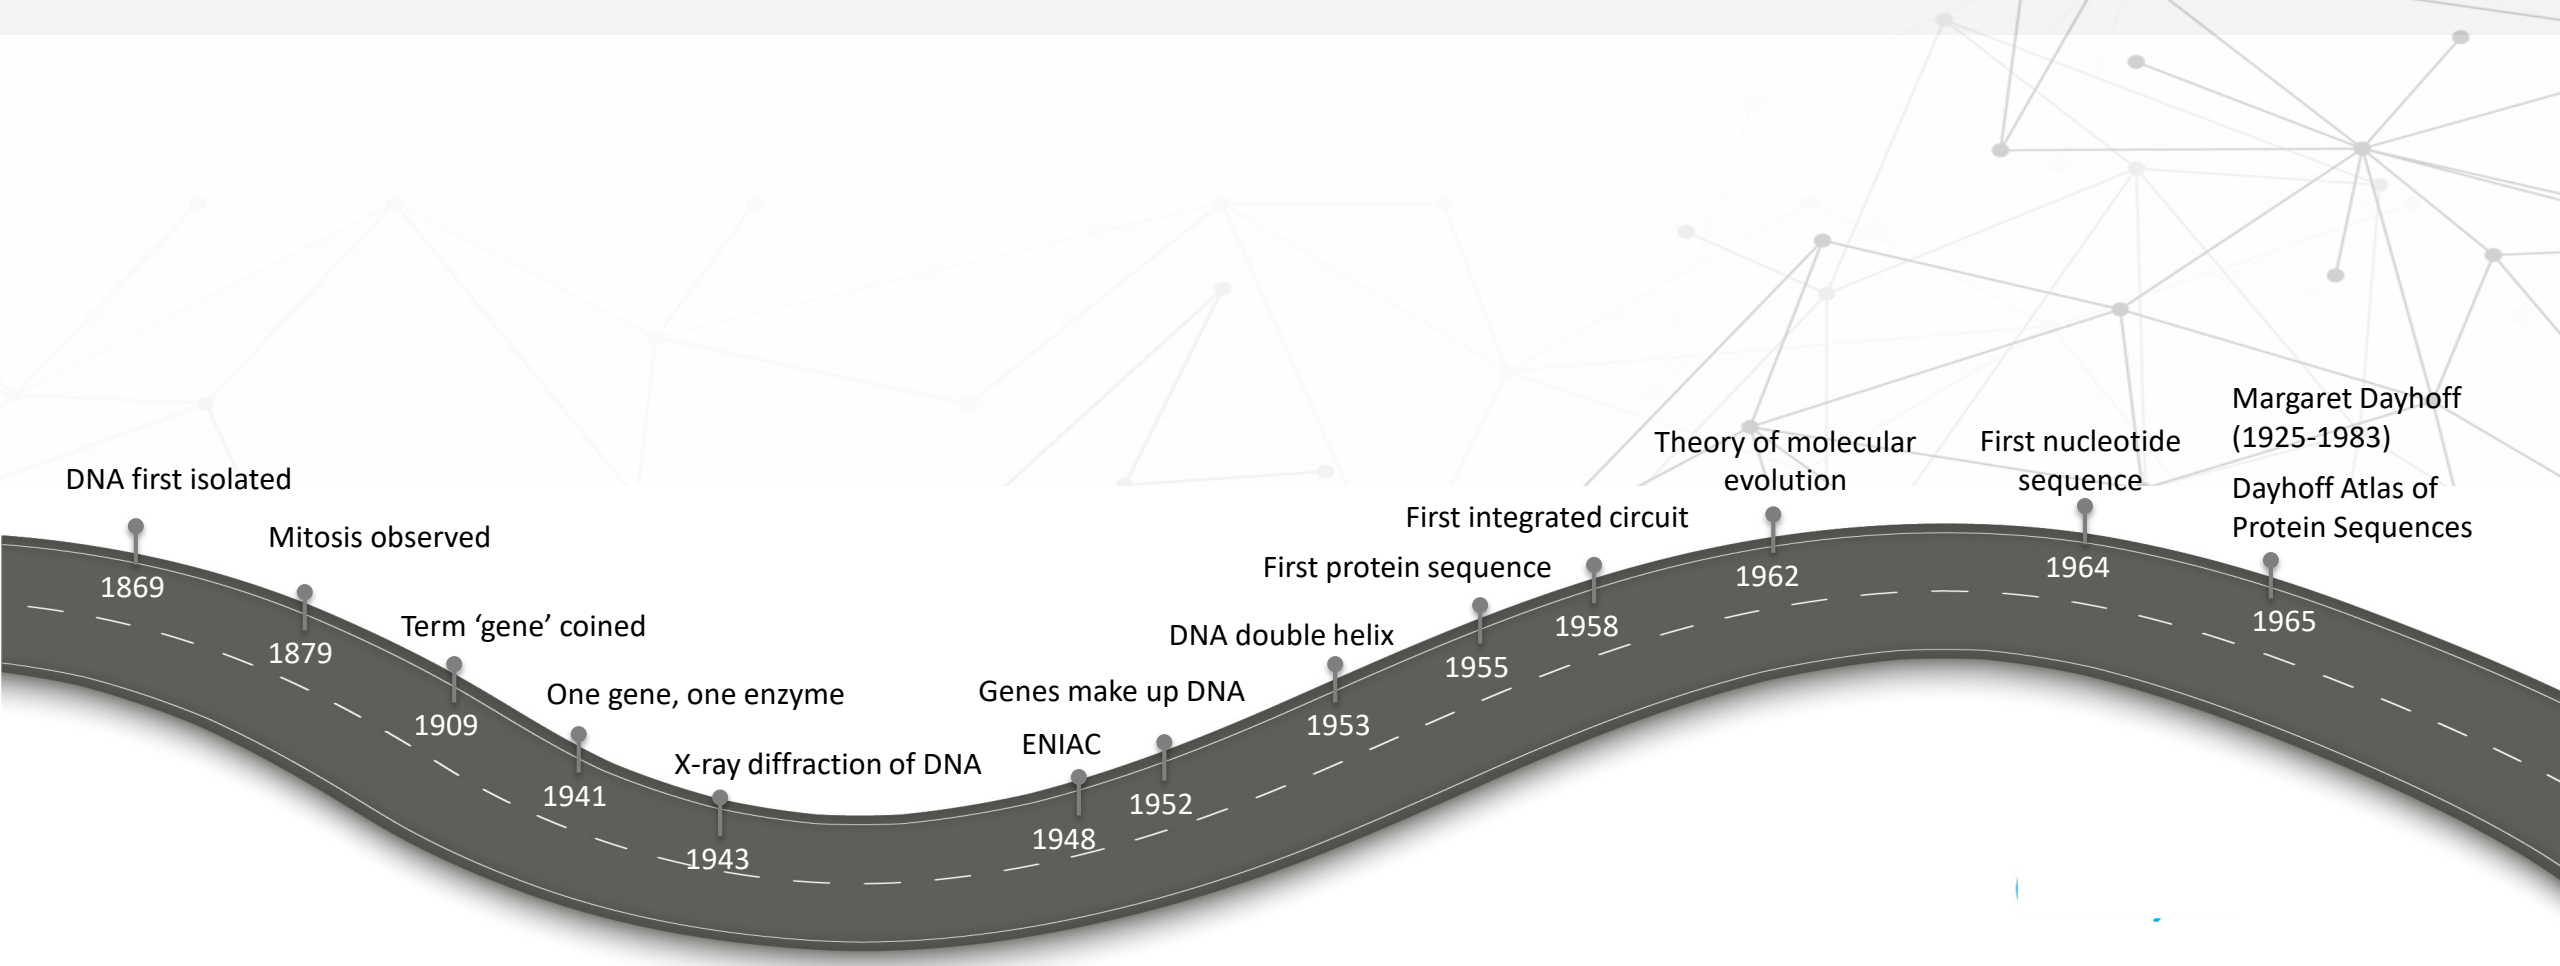 DNA first isolated
1869
Mitosis observed
1879
Term ‘gene’ coined
1909
One gene, one enzyme
1941
X-ray diffraction of DNA
1943
ENIAC
1948
Genes make up DNA
1952
DNA double helix
1953
First protein sequence
1955
First integrated circuit
1958
Theory of molecular
evolution
1962
First nucleotide
sequence
1964
Margaret Dayhoff
(1925-1983)
Dayhoff Atlas of
Protein Sequences
1965